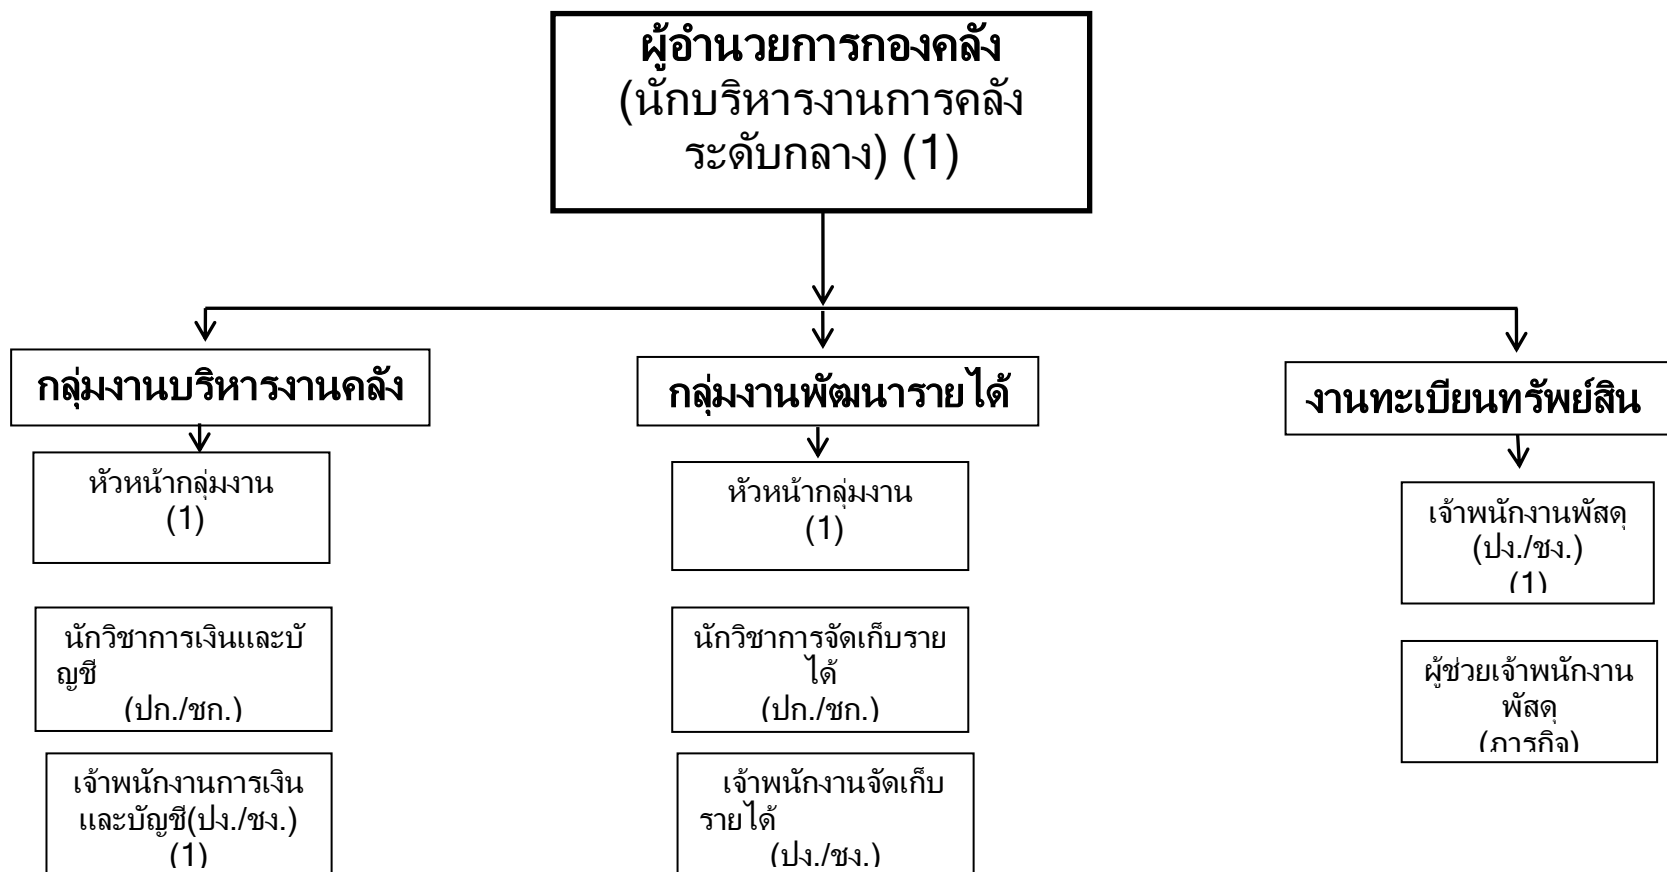 ผู้อำนวยการกองคลัง
(นักบริหารงานการคลัง
ระดับกลาง) (1)
กลุ่มงานบริหารงานคลัง
หัวหน้ากลุ่มงาน
(1)
นักวิชาการเงินและบั
ญชี
(ปก./ชก.)
เจ้าพนักงานการเงิน
และบัญชี(ปง./ชง.)
(1)
กลุ่มงานพัฒนารายได้
หัวหน้ากลุ่มงาน
(1)
นักวิชาการจัดเก็บราย
ได้
(ปก./ชก.)
เจ้าพนักงานจัดเก็บ
รายได้
(ปง./ชง.)
งานทะเบียนทรัพย์สิน
เจ้าพนักงานพัสดุ
(ปง./ชง.)
(1)
ผู้ช่วยเจ้าพนักงาน
พัสดุ
(ภารกิจ)